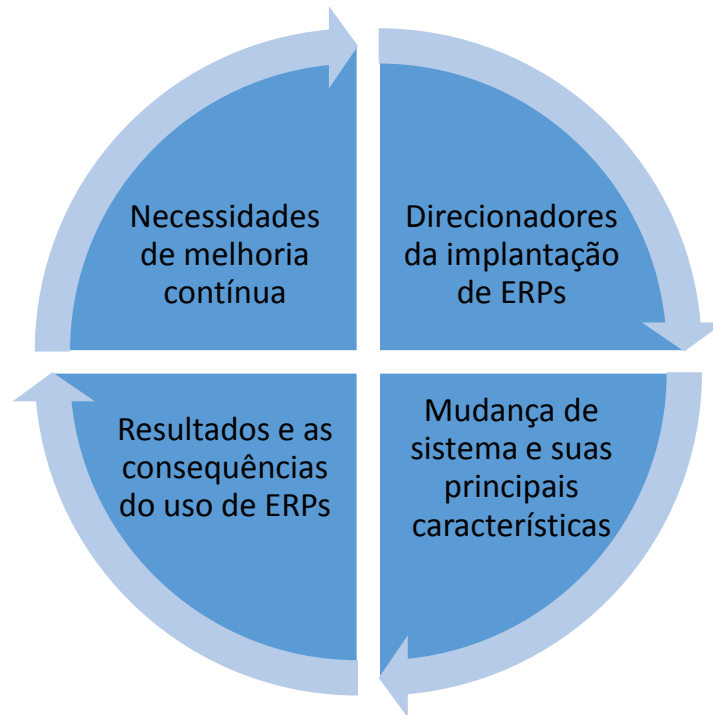 Necessidades
de melhoria
contínua
Direcionadores
da implantação
de ERPs
Mudança de
sistema e suas
principais
característificas
Resultados e as
consequências
do uso de ERPs